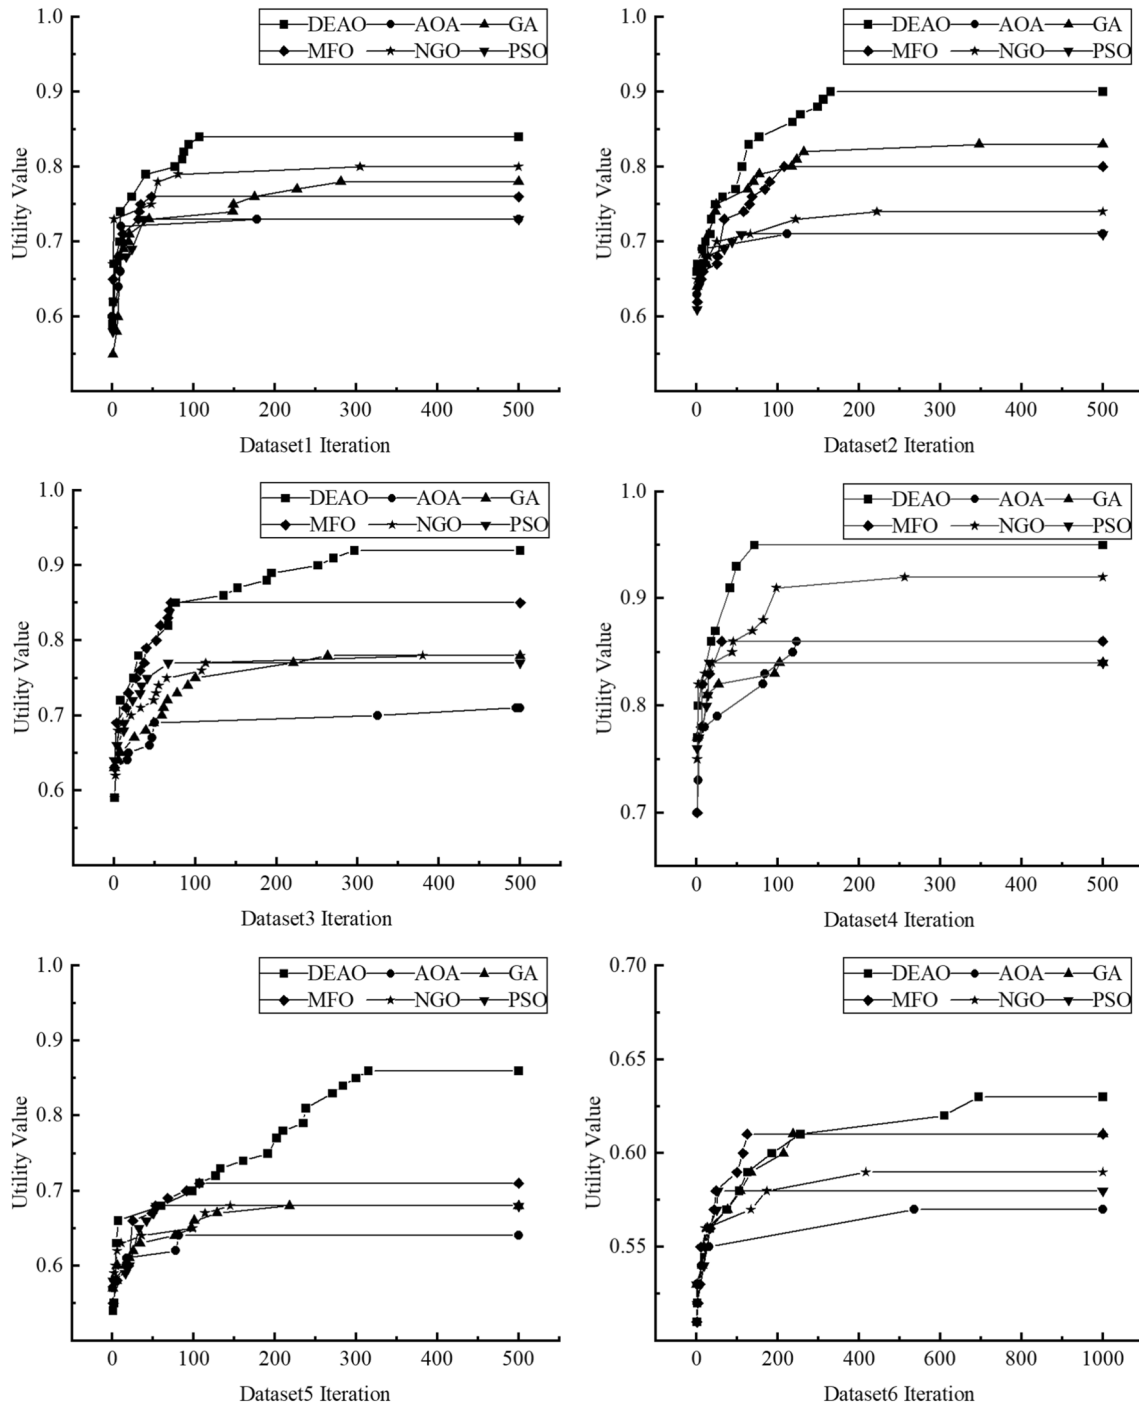 1.0
DEAO AOA GA
MFO NGO PSO
0.9
0.8
0.7
0.6
Utility Value
0 100 200 300 400 500
Dataset1 Iteration
1.0
DEAO AOA GA
MFO NGO PSO
0.9
0.8
0.7
0.6
Utility Value
0 100 200 300 400 500
Dataset2 Iteration
1.0
DEAO AOA GA
MFO NGO PSO
0.9
0.8
0.7
0.6
Utility Value
0 100 200 300 400 500
Dataset3 Iteration
1.0
DEAO AOA GA
MFO NGO PSO
0.9
0.8
0.7
Utility Value
0 100 200 300 400 500
Dataset4 Iteration
1.0
DEAO AOA GA
MFO NGO PSO
0.9
0.8
0.7
0.6
Utility Value
0 100 200 300 400 500
Dataset5 Iteration
0.70
DEAO AOA GA
MFO NGO PSO
0.65
0.60
0.55
Utility Value
0 200 400 600 800 1000
Dataset6 Iteration